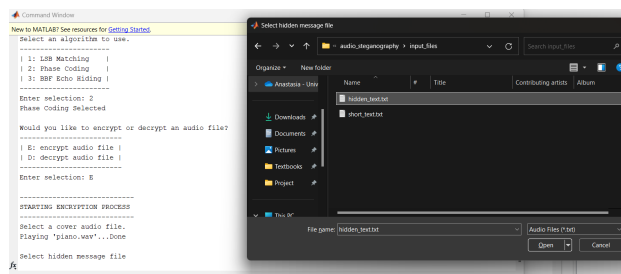 Command Window
New to MATLAB? See resources for Getting Started.
Select an algorithm to use.
----------------------
| 1: LSB Matching |
| 2: Phase Coding |
| 3: BBF Echo Hiding |
----------------------
Enter selection: 2
Phase Coding Selected
Would you like to encrypt or decrypt an audio file?
-------------------------
| E: encrypt audio file |
| D: decrypt audio file |
-------------------------
Enter selection: E
----------------------------
STARTING ENCRYPTION PROCESS
----------------------------
Select a cover audio file.
Playing 'piano.wav'...Done
Select hidden message file
fx
Select hidden message file
audio_steganography > input_files
Search input_files
Organize
New folder
Anastasia - Univ
Downloads
Documents
Pictures
Textbooks
Project
This PC
Name
#
Title
Contributing artists
Album
hidden_text.txt
short_text.txt
File name:
hidden_text.txt
Audio Files (*.txt)
Open
Cancel